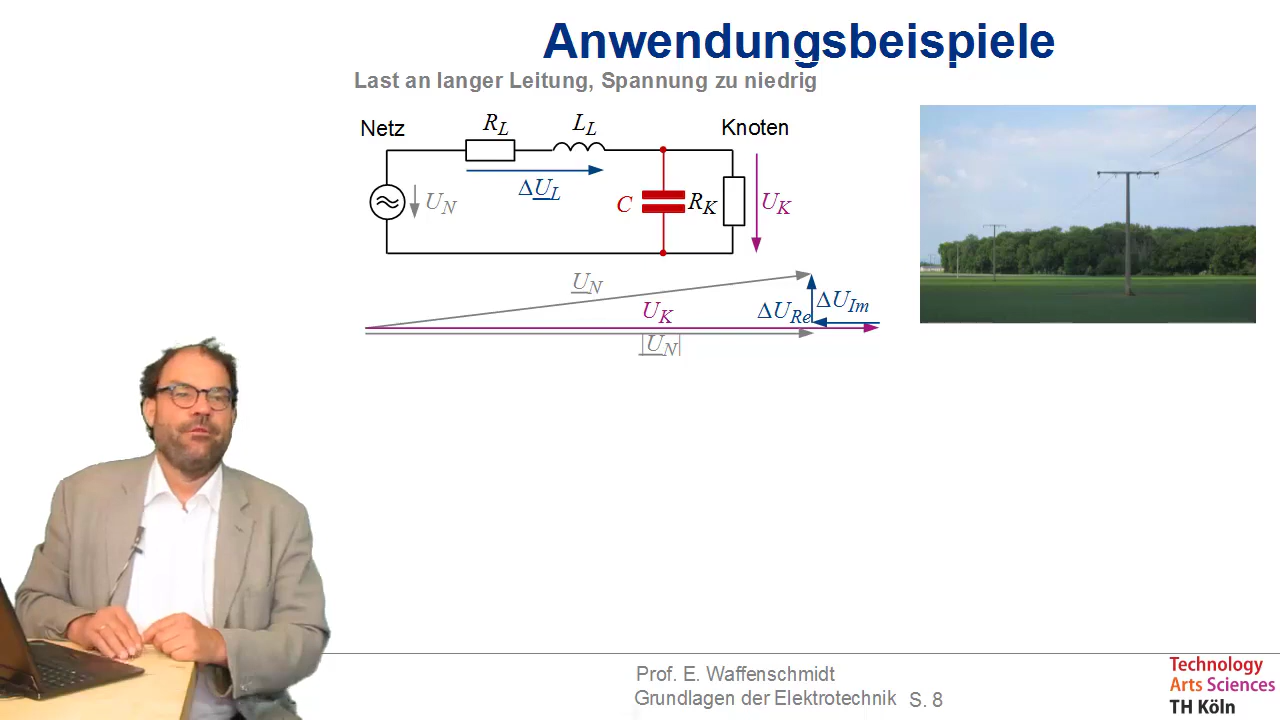 Anwendungsbeispiele
Last an langer Leitung, Spannung zu niedrig
Netz
R_L
L_L
Knoten
ΔU_L
U_N
C
R_K
U_K
U_N
U_K
ΔU_Re
ΔU_Im
|U_N|
Prof. E. Waffenschmidt
Grundlagen der Elektrotechnik S. 8
Technology
Arts Sciences
TH Köln